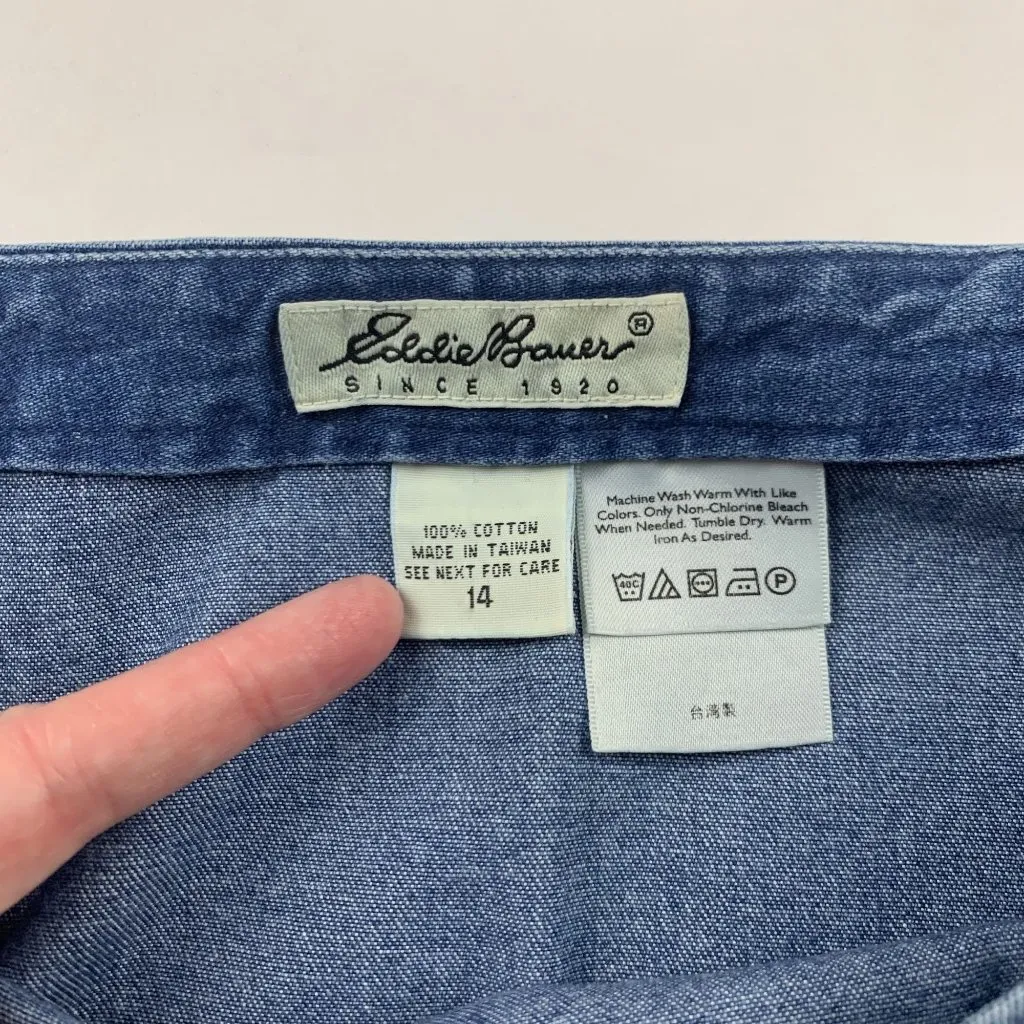 Eddie Bauer ®
SINCE 1920
100% COTTON
MADE IN TAIWAN
SEE NEXT FOR CARE
14
Machine Wash Warm With Like
Colors. Only Non-Chlorine Bleach
When Needed. Tumble Dry. Warm
Iron As Desired.
40C P
台湾製